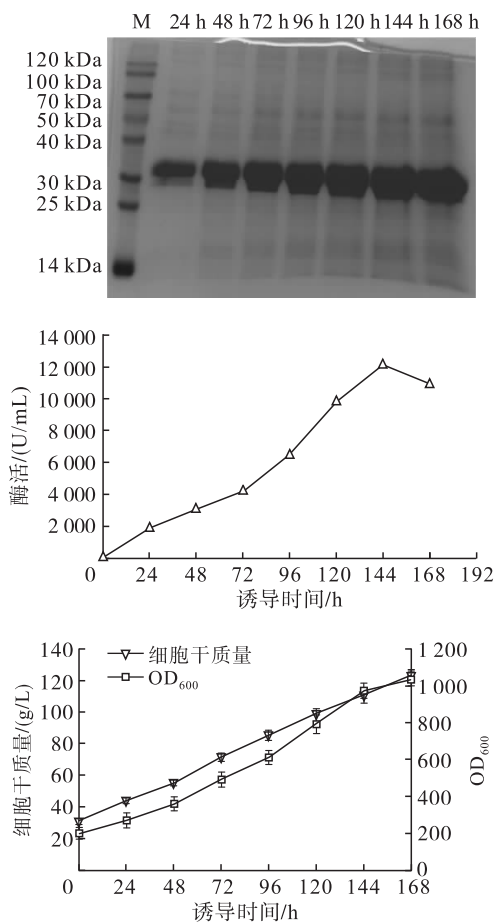 M 24 h 48 h 72 h 96 h 120 h 144 h 168 h
120 kDa
100 kDa
70 kDa
50 kDa
40 kDa
30 kDa
25 kDa
14 kDa
14 000
12 000
10 000
8 000
6 000
4 000
2 000
0 24 48 72 96 120 144 168 192
酶活/(U/mL)
诱导时间/h
细胞干质量
OD600
140
120
100
80
60
40
20
0 24 48 72 96 120 144 168
1 200
1 000
800
600
400
200
0
细胞干质量/(g/L)
OD600
诱导时间/h